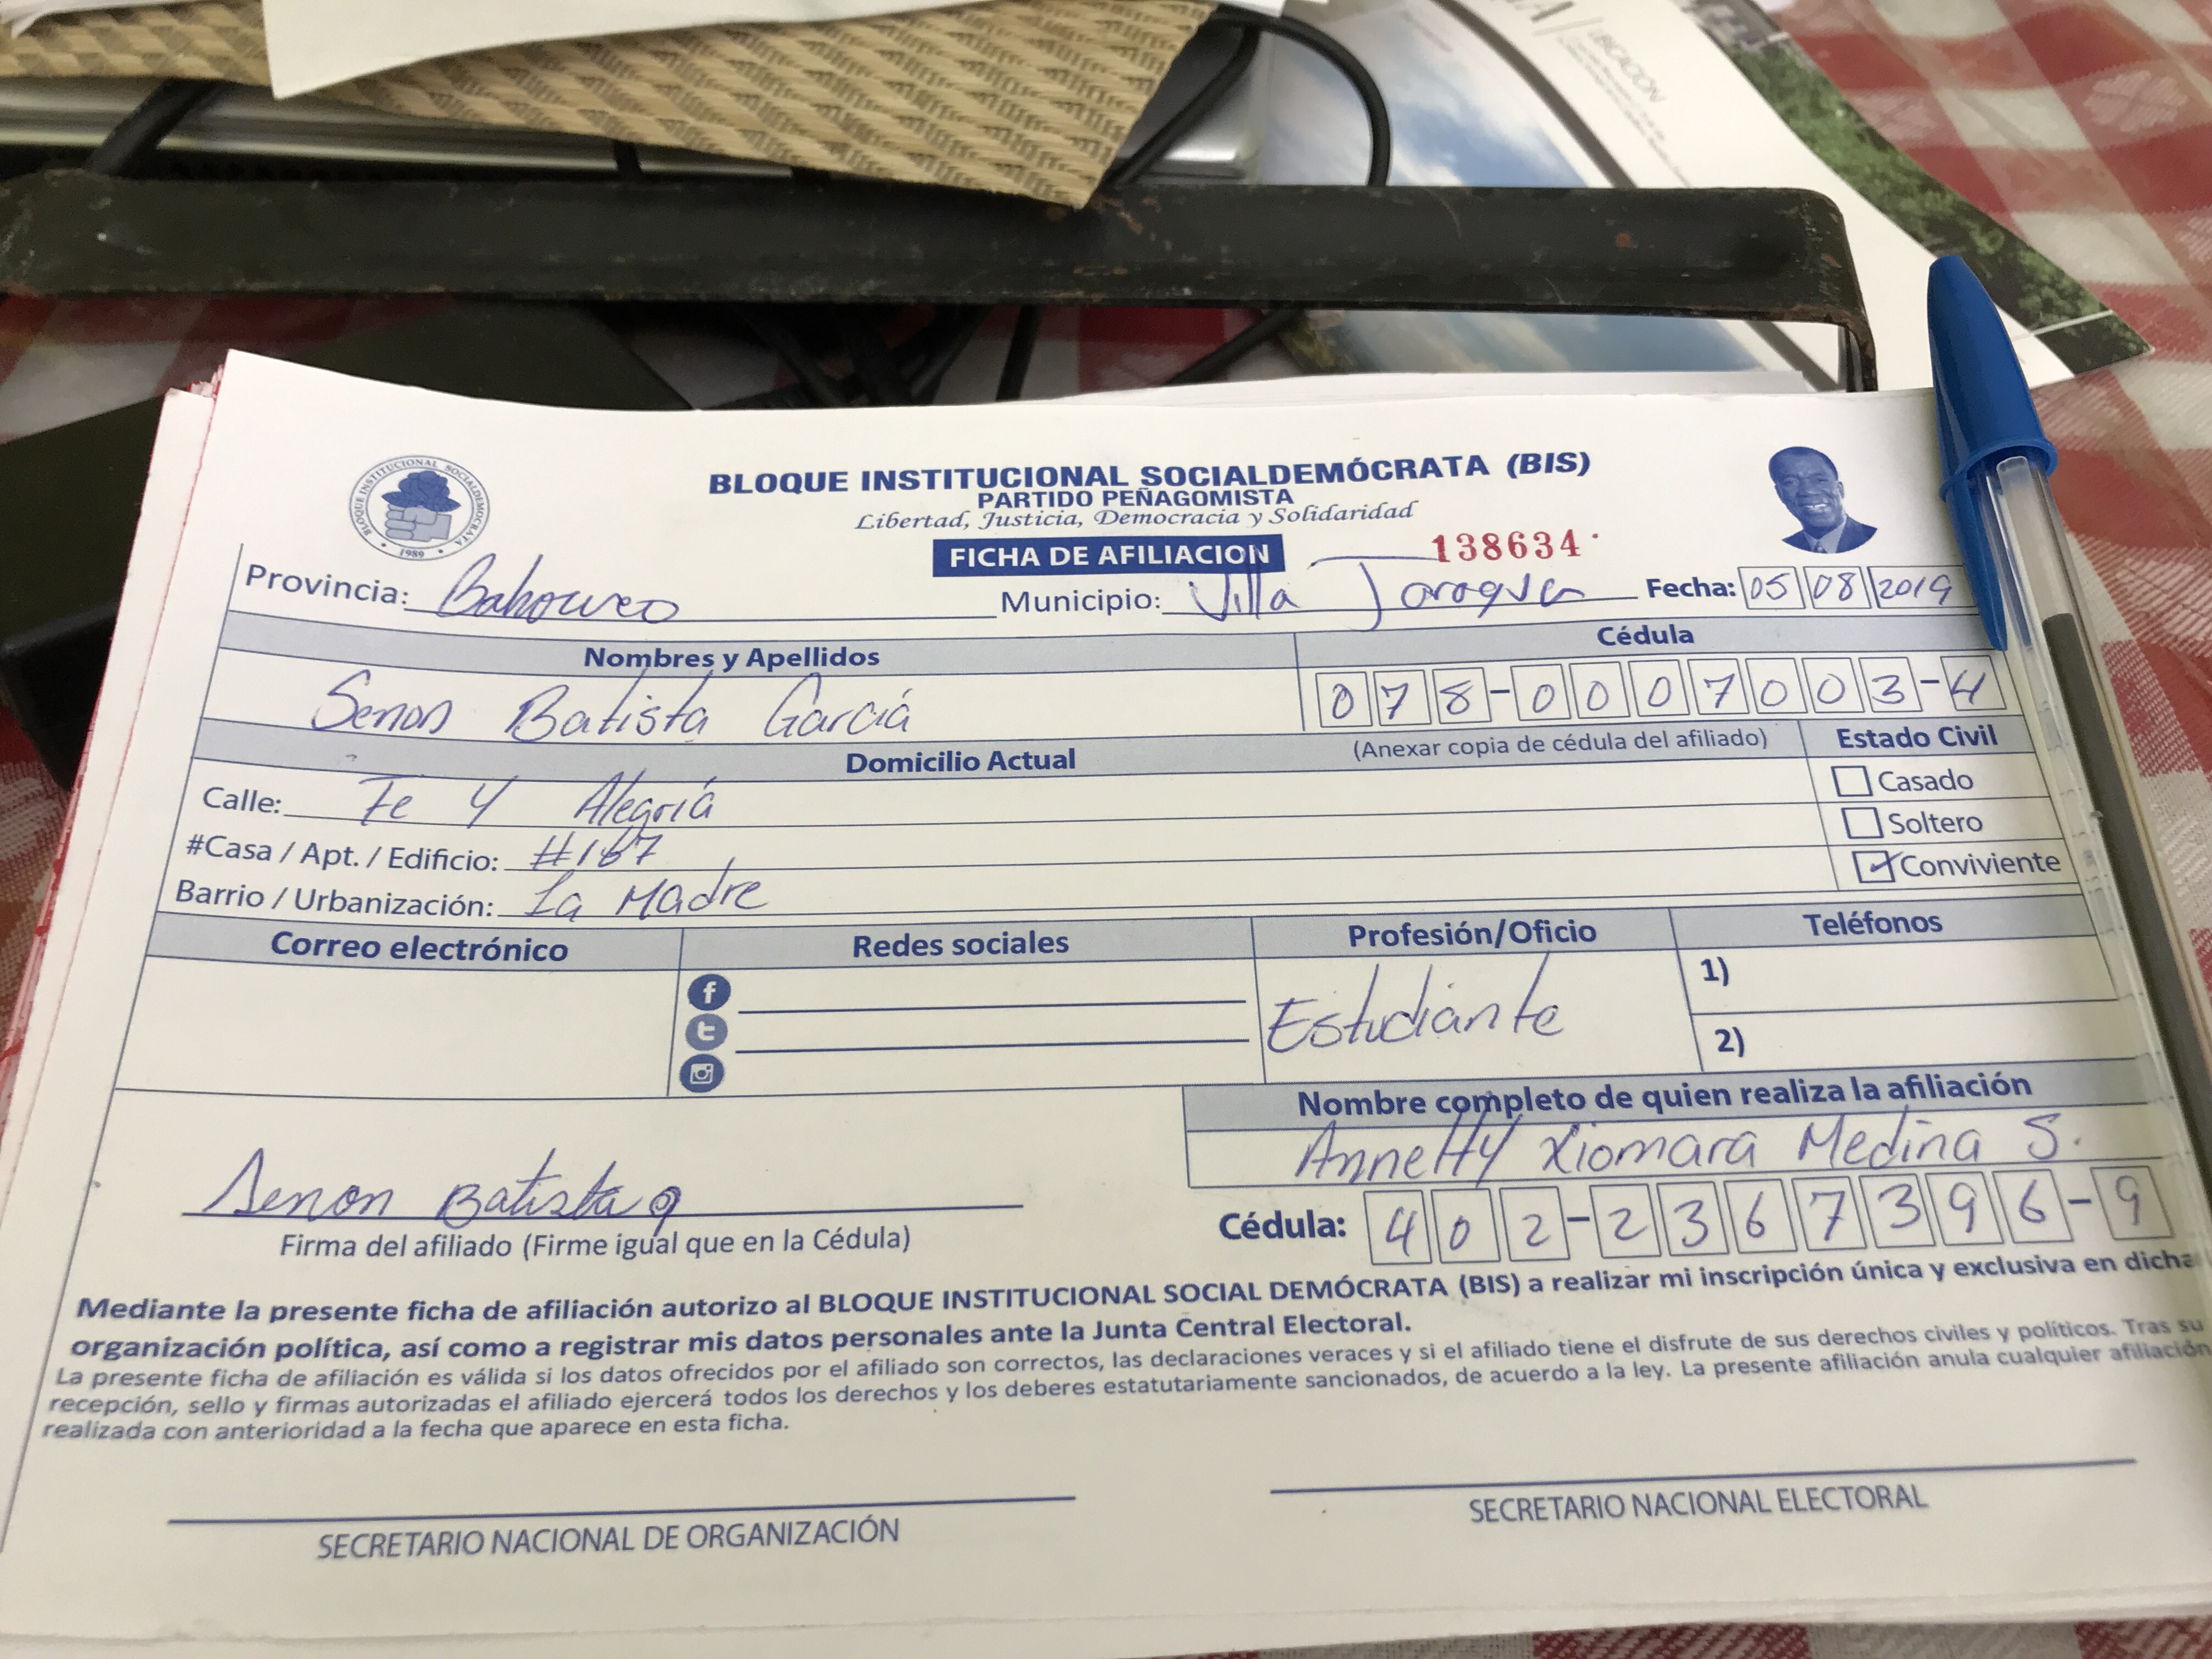 UBICACION
BLOQUE INSTITUCIONAL SOCIALDEMÓCRATA
1989
BLOQUE INSTITUCIONAL SOCIALDEMÓCRATA (BIS)
PARTIDO PEÑAGOMISTA
Libertad, Justicia, Democracia y Solidaridad
FICHA DE AFILIACION
138634
Provincia: Bahoruco Municipio: Villa Jaragua Fecha: 05 08 2019
Nombres y Apellidos Cédula
Senon Batista Garciá 078-0007003-4
Domicilio Actual (Anexar copia de cédula del afiliado) Estado Civil
Calle: Fe y Alegriá Casado
#Casa / Apt. / Edificio: #167 Soltero
Barrio / Urbanización: La Madre Conviviente
Correo electrónico Redes sociales Profesión/Oficio Teléfonos
Estudiante
1)
2)
Nombre completo de quien realiza la afiliación
Annetty Xiomara Medina S.
Senon Batista g
Firma del afiliado (Firme igual que en la Cédula)
Cédula: 402-2367396-9
Mediante la presente ficha de afiliación autorizo al BLOQUE INSTITUCIONAL SOCIAL DEMÓCRATA (BIS) a realizar mi inscripción única y exclusiva en dicha
organización política, así como a registrar mis datos personales ante la Junta Central Electoral.
La presente ficha de afiliación es válida si los datos ofrecidos por el afiliado son correctos, las declaraciones veraces y si el afiliado tiene el disfrute de sus derechos civiles y políticos. Tras su
recepción, sello y firmas autorizadas el afiliado ejercerá todos los derechos y los deberes estatutariamente sancionados, de acuerdo a la ley. La presente afiliación anula cualquier afiliación
realizada con anterioridad a la fecha que aparece en esta ficha.
SECRETARIO NACIONAL DE ORGANIZACIÓN
SECRETARIO NACIONAL ELECTORAL